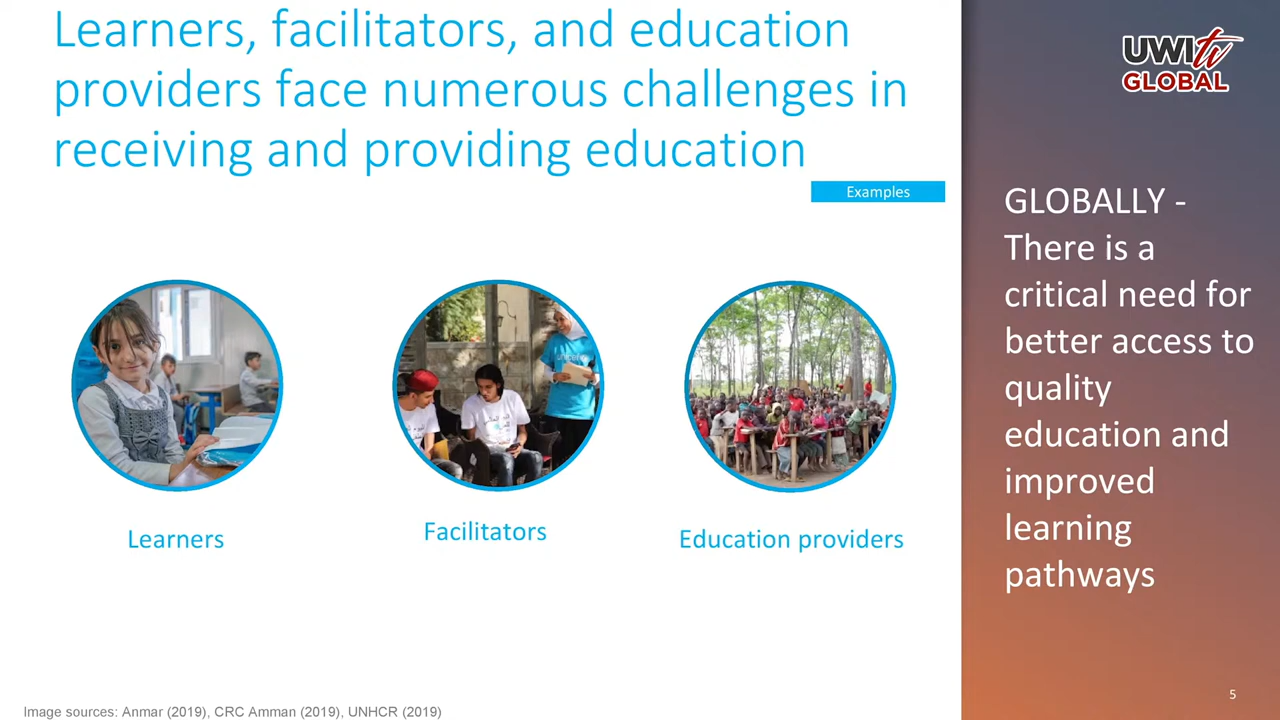 Learners, facilitators, and education
providers face numerous challenges in
receiving and providing education
Examples
UWItv
GLOBAL
GLOBALLY -
There is a
critical need for
better access to
quality
education and
improved
learning
pathways
unicef
Learners
Facilitators
Education providers
Image sources: Anmar (2019), CRC Amman (2019), UNHCR (2019)
5